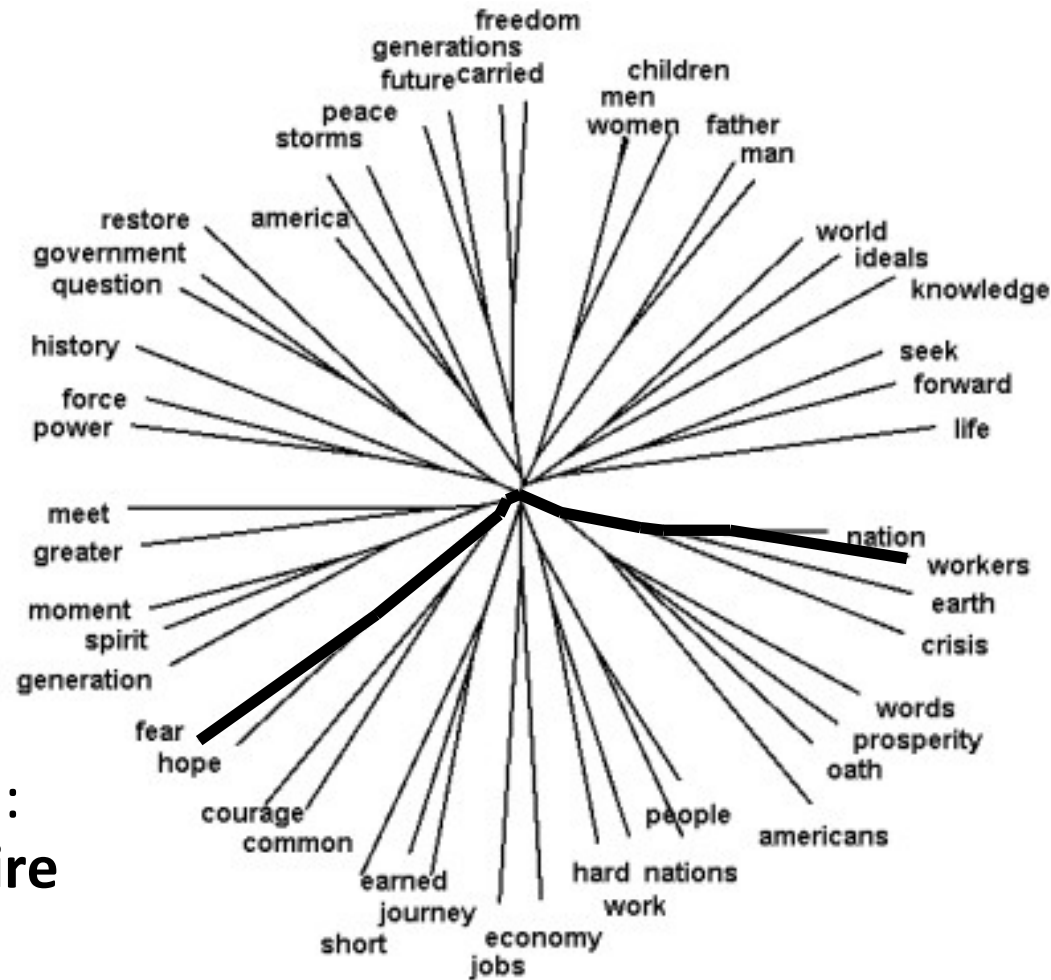 freedom
generations
future carried
children
men
women father
man
peace
storms
restore america
government
question
world
ideals
knowledge
history
seek
force
forward
power
life
meet
nation
greater
workers
moment
earth
spirit
crisis
generation
words
fear
prosperity
hope
oath
:
courage
people
americans
common
ire
earned
hard nations
journey
work
short
economy
jobs